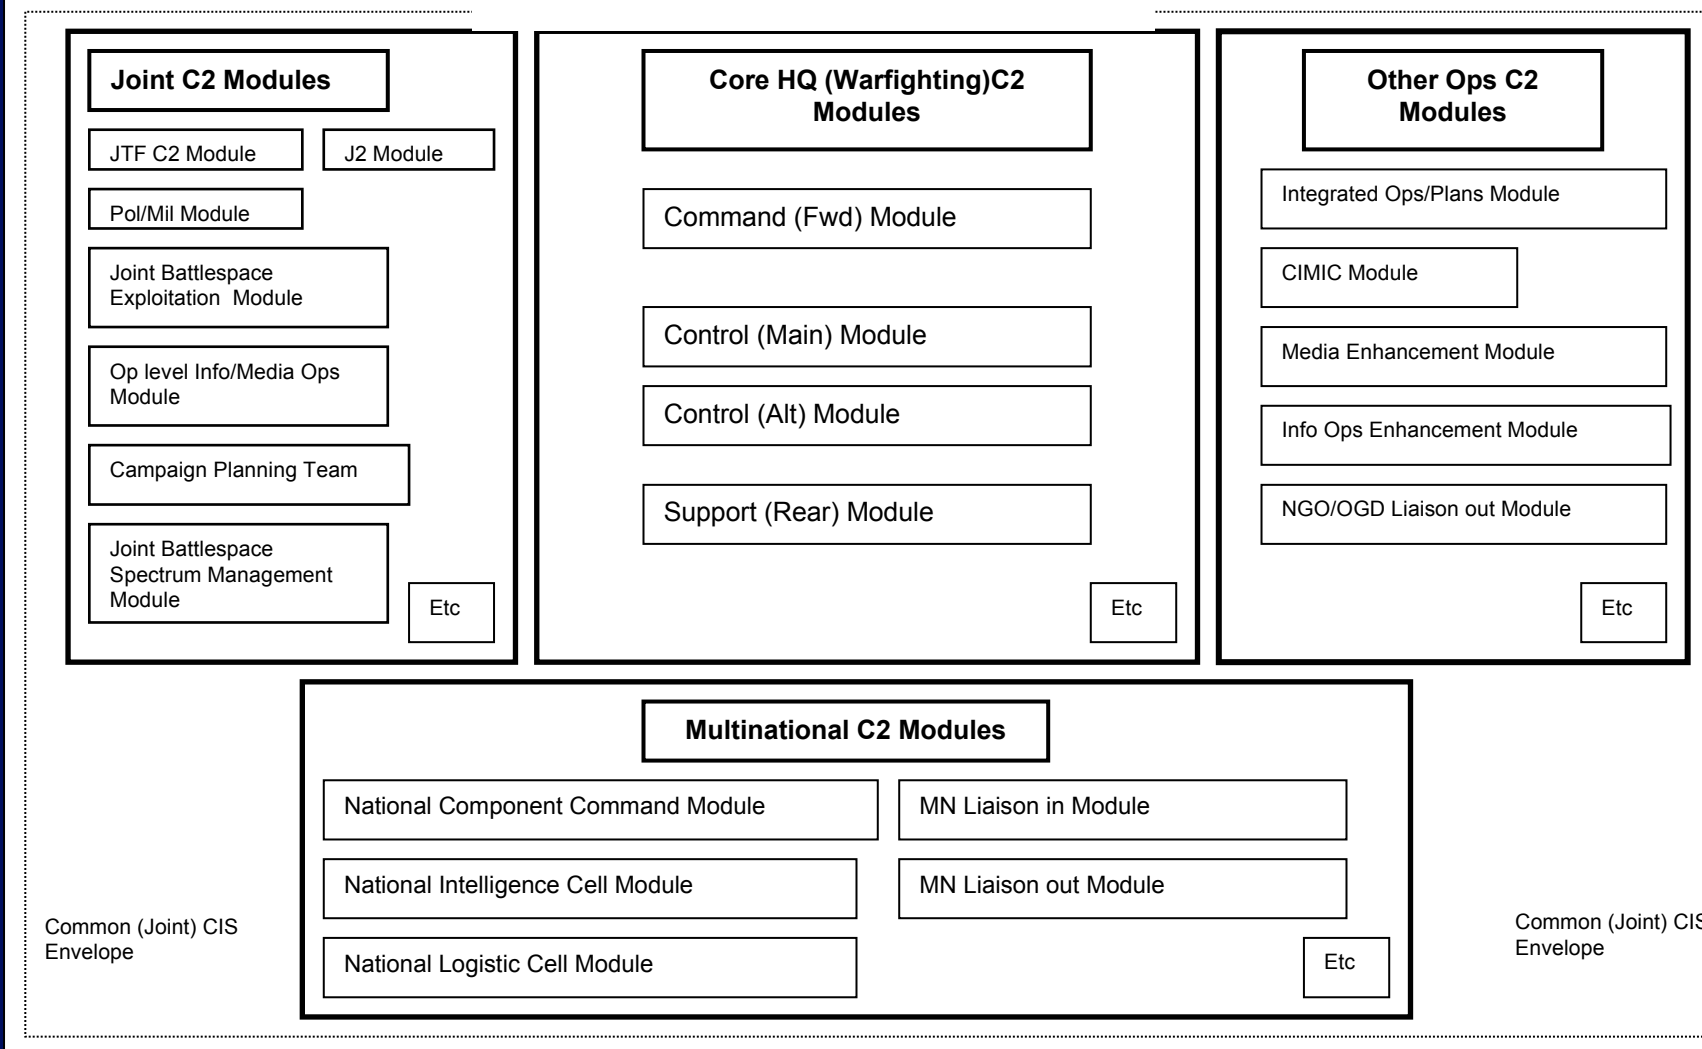 Joint C2 Modules
JTF C2 Module
J2 Module
Pol/Mil Module
Joint Battlespace
Exploitation  Module
Op level Info/Media Ops
Module
Campaign Planning Team
Joint Battlespace
Spectrum Management
Module
Etc
Core HQ (Warfighting)C2
Modules
Command (Fwd) Module
Control (Main) Module
Control (Alt) Module
Support (Rear) Module
Etc
Other Ops C2
Modules
Integrated Ops/Plans Module
CIMIC Module
Media Enhancement Module
Info Ops Enhancement Module
NGO/OGD Liaison out Module
Etc
Multinational C2 Modules
National Component Command Module
MN Liaison in Module
National Intelligence Cell Module
MN Liaison out Module
National Logistic Cell Module
Etc
Common (Joint) CIS
Envelope
Common (Joint) CIS
Envelope